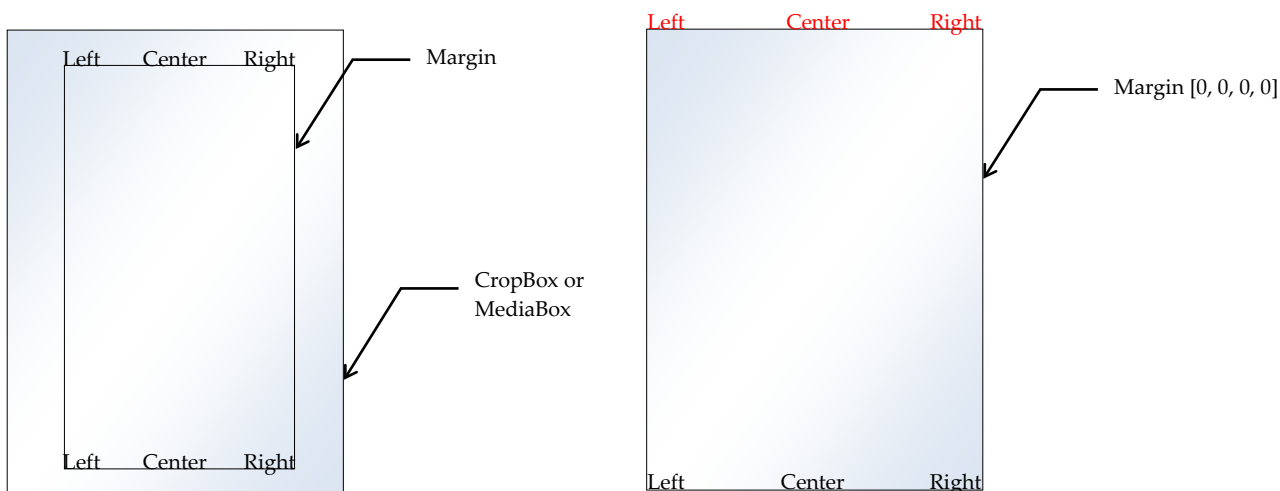 Left Center Right
Margin
CropBox or
MediaBox
Left Center Right
Left Center Right
Margin [0, 0, 0, 0]
Left Center Right